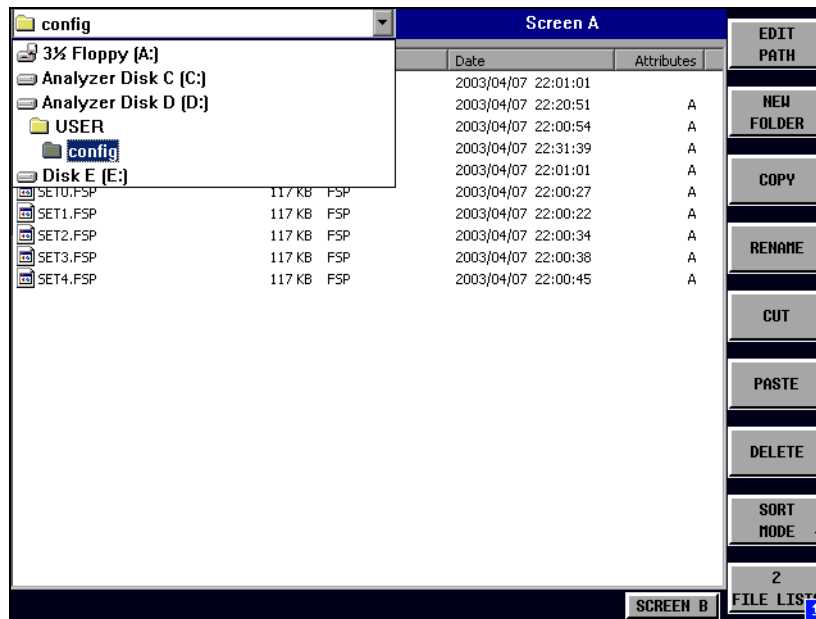 config
Screen A
3½ Floppy (A:)
Analyzer Disk C (C:)
Analyzer Disk D (D:)
USER
config
Disk E (E:)
Date Attributes
2003/04/07 22:01:01
2003/04/07 22:20:51 A
2003/04/07 22:00:54 A
2003/04/07 22:31:39 A
2003/04/07 22:01:01 A
SET0.FSP 117 KB FSP 2003/04/07 22:00:27 A
SET1.FSP 117 KB FSP 2003/04/07 22:00:22 A
SET2.FSP 117 KB FSP 2003/04/07 22:00:34 A
SET3.FSP 117 KB FSP 2003/04/07 22:00:38 A
SET4.FSP 117 KB FSP 2003/04/07 22:00:45 A
EDIT
PATH
NEW
FOLDER
COPY
RENAME
CUT
PASTE
DELETE
SORT
MODE
2
FILE LISTS
SCREEN B